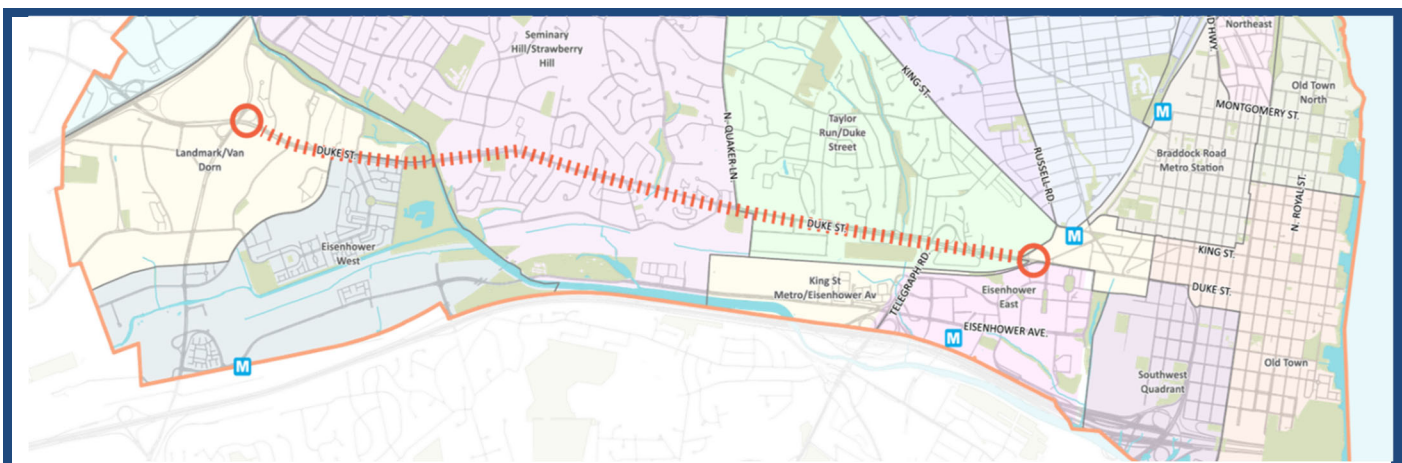 Northeast
D HWY.
Seminary
Hill/Strawberry
Hill
KING ST.
Old Town
North
M
MONTGOMERY ST.
Taylor
Run/Duke
Street
N. QUAKER LN.
Landmark/Van
Dorn
DUKE ST.
Braddock Road
Metro Station
RUSSELL RD.
N. ROYAL ST.
DUKE ST.
M
KING ST.
Eisenhower
West
TELEGRAPH RD.
King St
Metro/Eisenhower Av
Eisenhower
East
DUKE ST.
EISENHOWER AVE.
M
M
Old Town
Southwest
Quadrant